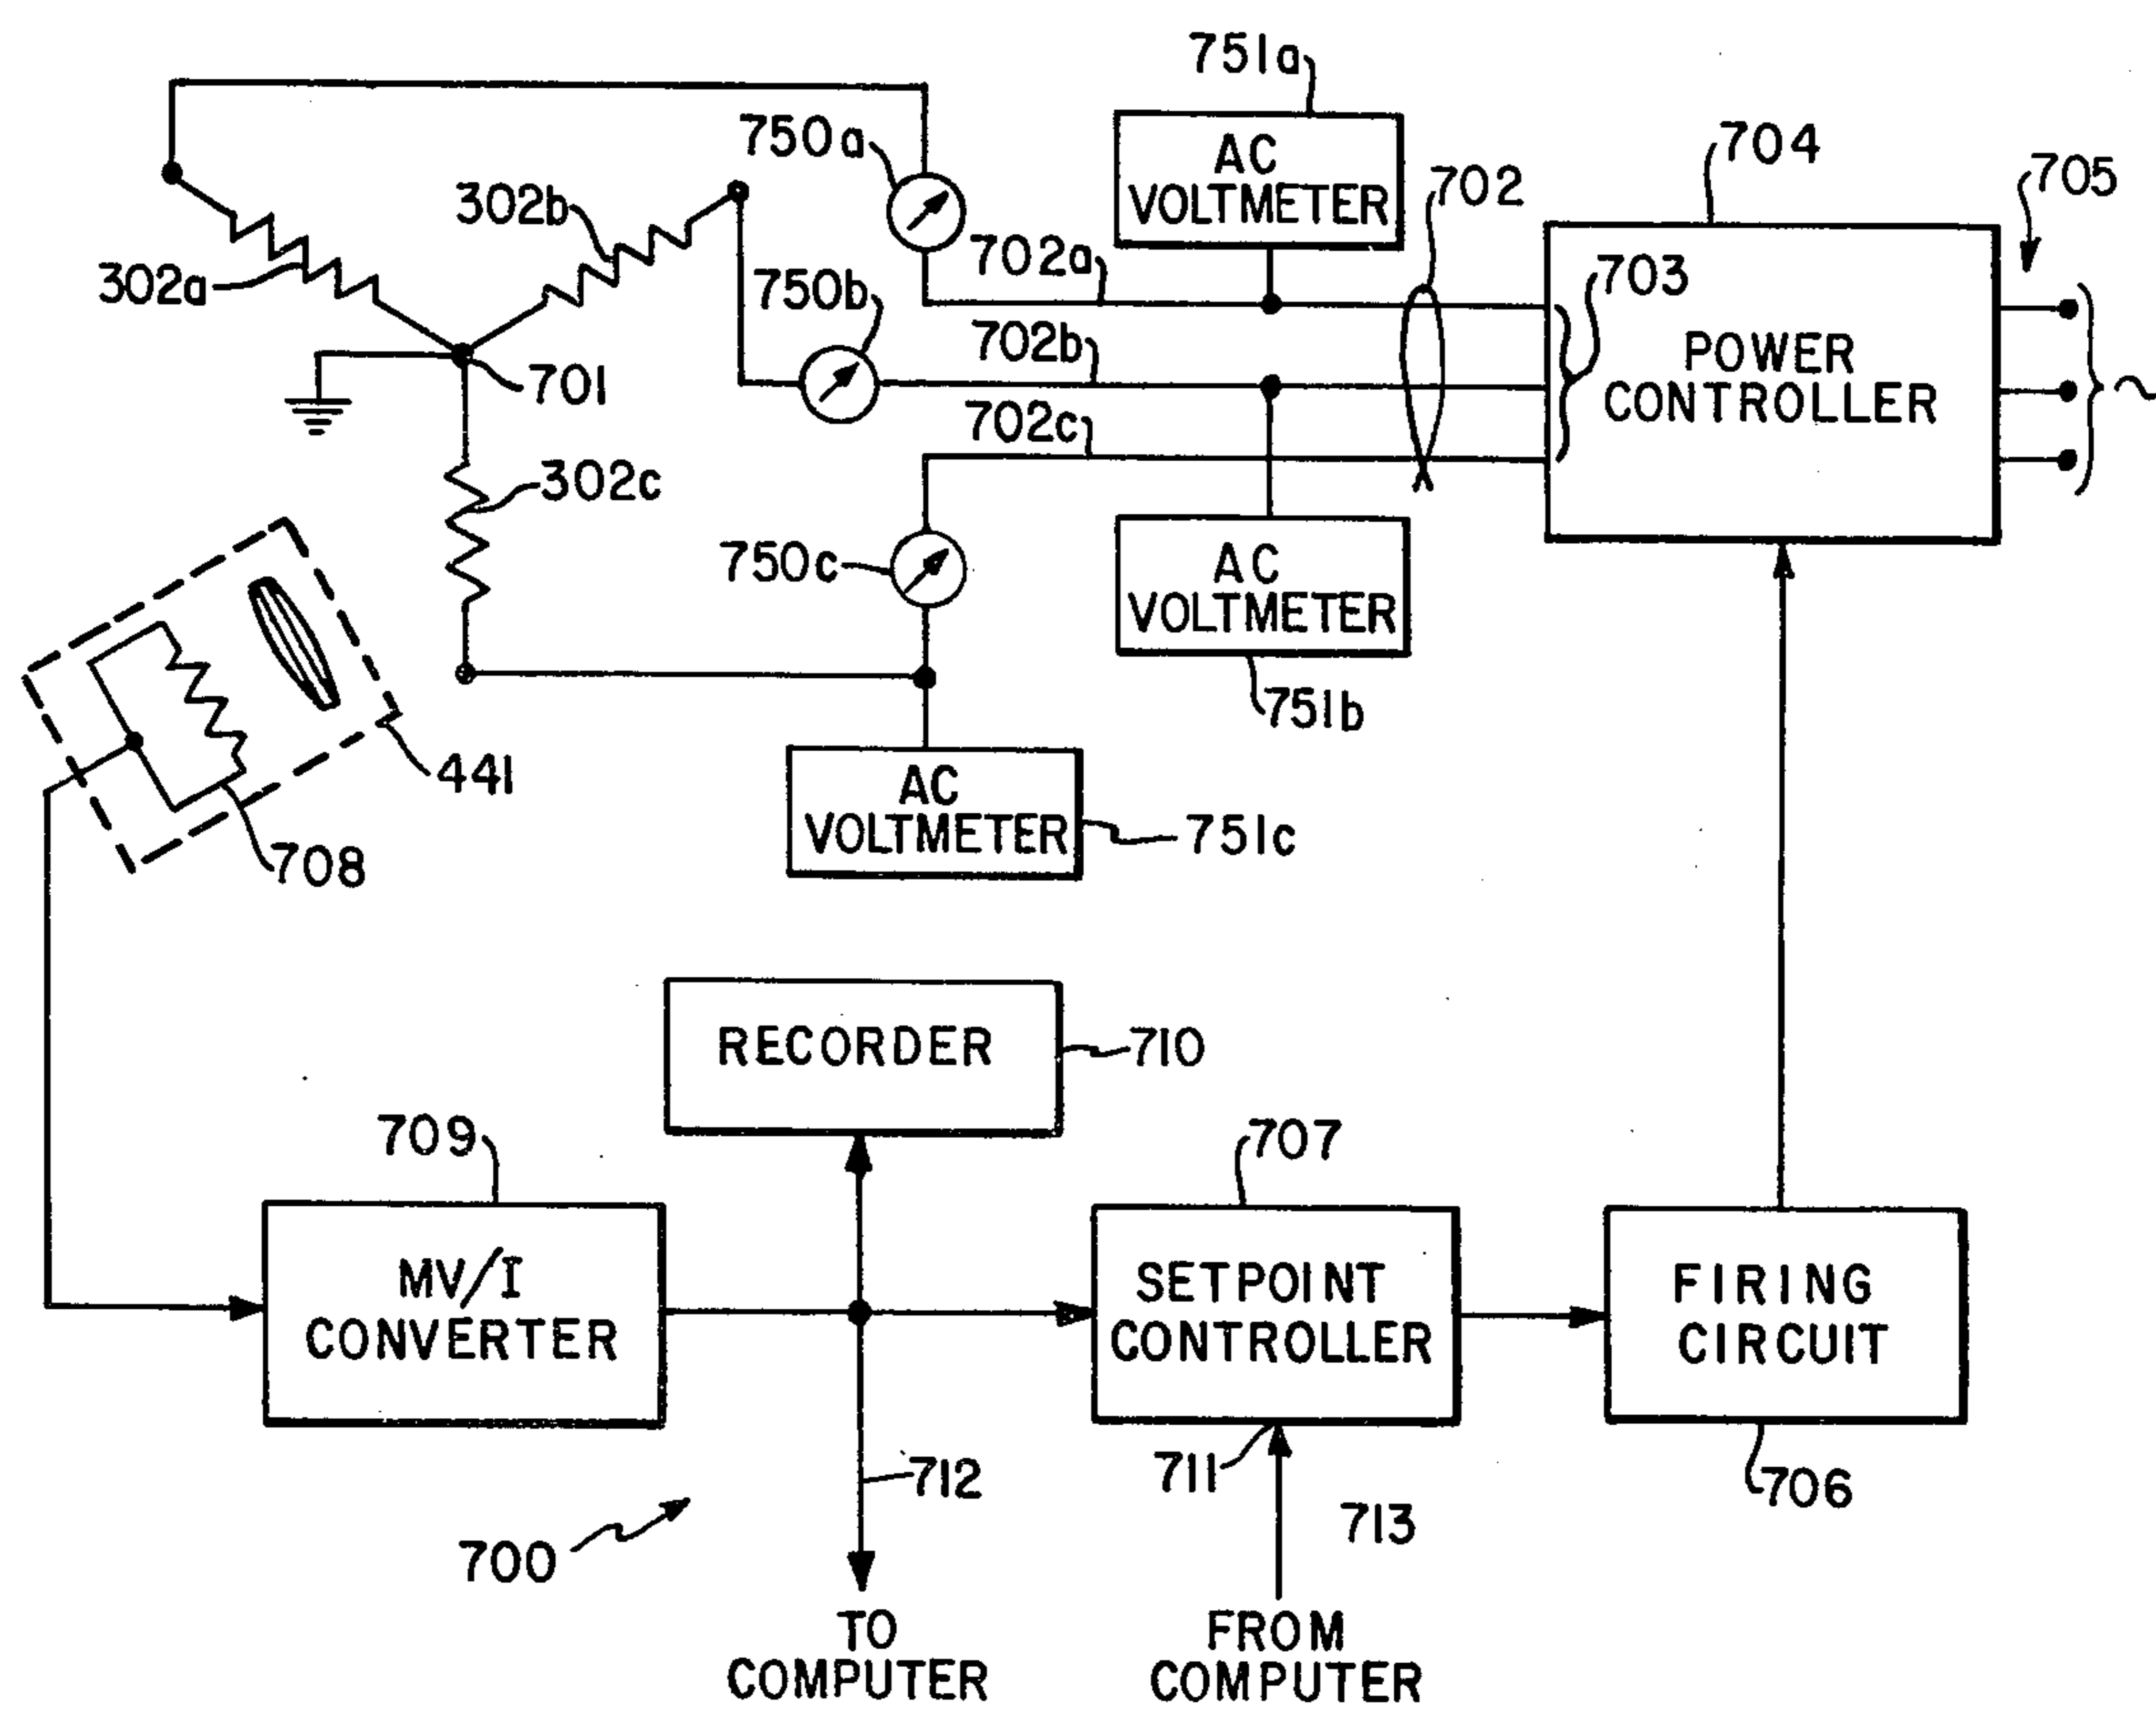 751a
750a
AC
VOLTMETER
702
704
705
302b
302a
702a
703
750b
POWER
CONTROLLER
702b
701
702c
302c
750c
AC
VOLTMETER
751b
441
AC
VOLTMETER
751c
708
RECORDER
710
709
707
MV/I
CONVERTER
SETPOINT
CONTROLLER
FIRING
CIRCUIT
712
711
706
713
700
TO
COMPUTER
FROM
COMPUTER